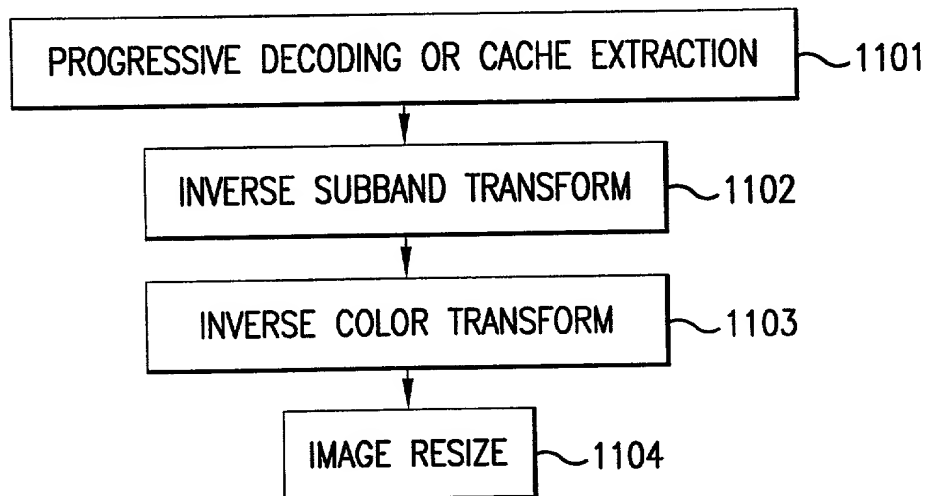 PROGRESSIVE DECODING OR CACHE EXTRACTION 1101
INVERSE SUBBAND TRANSFORM 1102
INVERSE COLOR TRANSFORM 1103
IMAGE RESIZE 1104